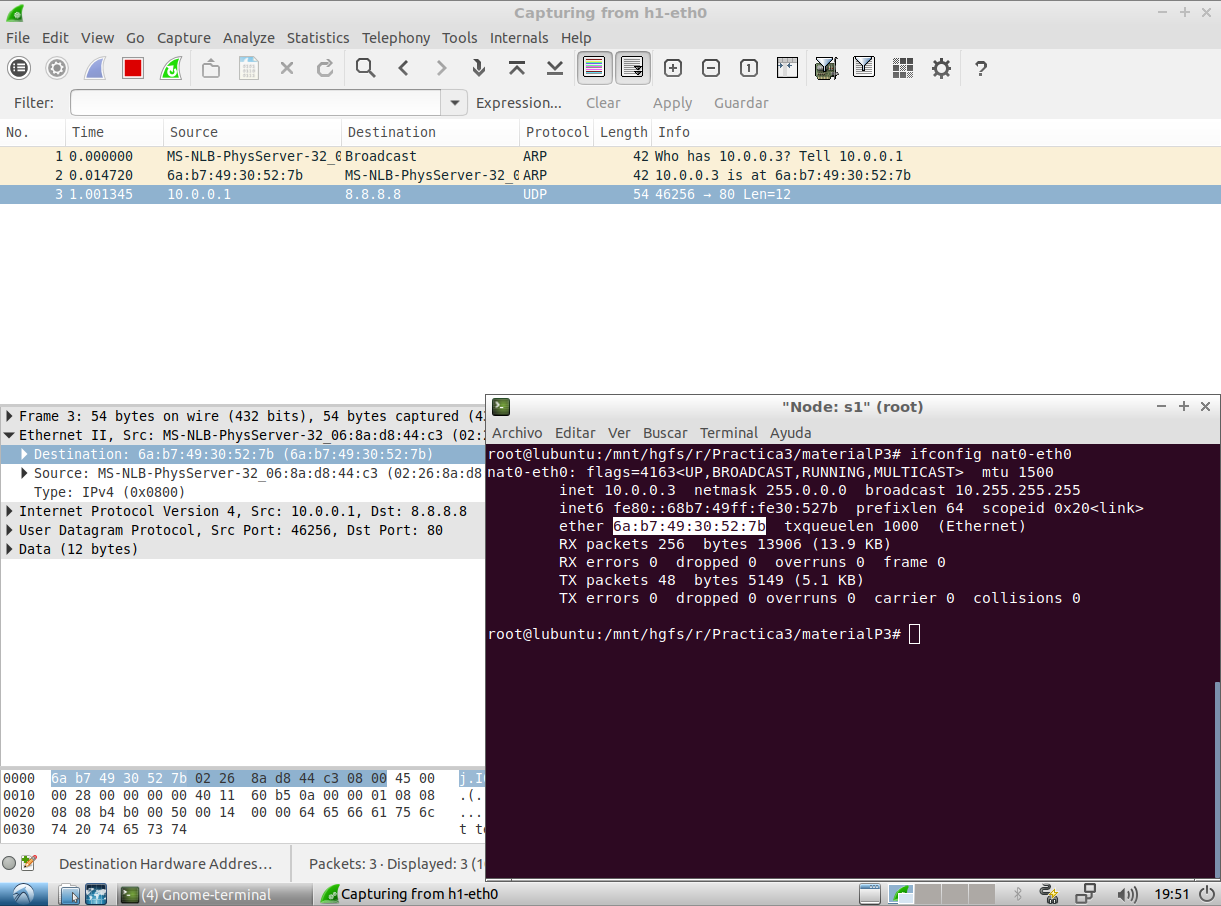 Capturing from h1-eth0
File Edit View Go Capture Analyze Statistics Telephony Tools Internals Help
Filter: Expression... Clear Apply Guardar
No. Time Source Destination Protocol Length Info
1 0.000000 MS-NLB-PhysServer-32_0 Broadcast ARP 42 Who has 10.0.0.3? Tell 10.0.0.1
2 0.014720 6a:b7:49:30:52:7b MS-NLB-PhysServer-32_0 ARP 42 10.0.0.3 is at 6a:b7:49:30:52:7b
3 1.001345 10.0.0.1 8.8.8.8 UDP 54 46256 → 80 Len=12
Frame 3: 54 bytes on wire (432 bits), 54 bytes captured (4
Ethernet II, Src: MS-NLB-PhysServer-32_06:8a:d8:44:c3 (02:
Destination: 6a:b7:49:30:52:7b (6a:b7:49:30:52:7b)
Source: MS-NLB-PhysServer-32_06:8a:d8:44:c3 (02:26:8a:d8
Type: IPv4 (0x0800)
Internet Protocol Version 4, Src: 10.0.0.1, Dst: 8.8.8.8
User Datagram Protocol, Src Port: 46256, Dst Port: 80
Data (12 bytes)
0000 6a b7 49 30 52 7b 02 26 8a d8 44 c3 08 00 45 00 j.I
0010 00 28 00 00 00 00 40 11 60 b5 0a 00 00 01 08 08 .(.
0020 08 08 b4 b0 00 50 00 14 00 00 64 65 66 61 75 6c ...
0030 74 20 74 65 73 74 t t
"Node: s1" (root)
Archivo Editar Ver Buscar Terminal Ayuda
root@lubuntu:/mnt/hgfs/r/Practica3/materialP3# ifconfig nat0-eth0
nat0-eth0: flags=4163<UP,BROADCAST,RUNNING,MULTICAST> mtu 1500
inet 10.0.0.3 netmask 255.0.0.0 broadcast 10.255.255.255
inet6 fe80::68b7:49ff:fe30:527b prefixlen 64 scopeid 0x20<link>
ether 6a:b7:49:30:52:7b txqueuelen 1000 (Ethernet)
RX packets 256 bytes 13906 (13.9 KB)
RX errors 0 dropped 0 overruns 0 frame 0
TX packets 48 bytes 5149 (5.1 KB)
TX errors 0 dropped 0 overruns 0 carrier 0 collisions 0
root@lubuntu:/mnt/hgfs/r/Practica3/materialP3#
Destination Hardware Addres... Packets: 3 · Displayed: 3 (1
(4) Gnome-terminal Capturing from h1-eth0 19:51